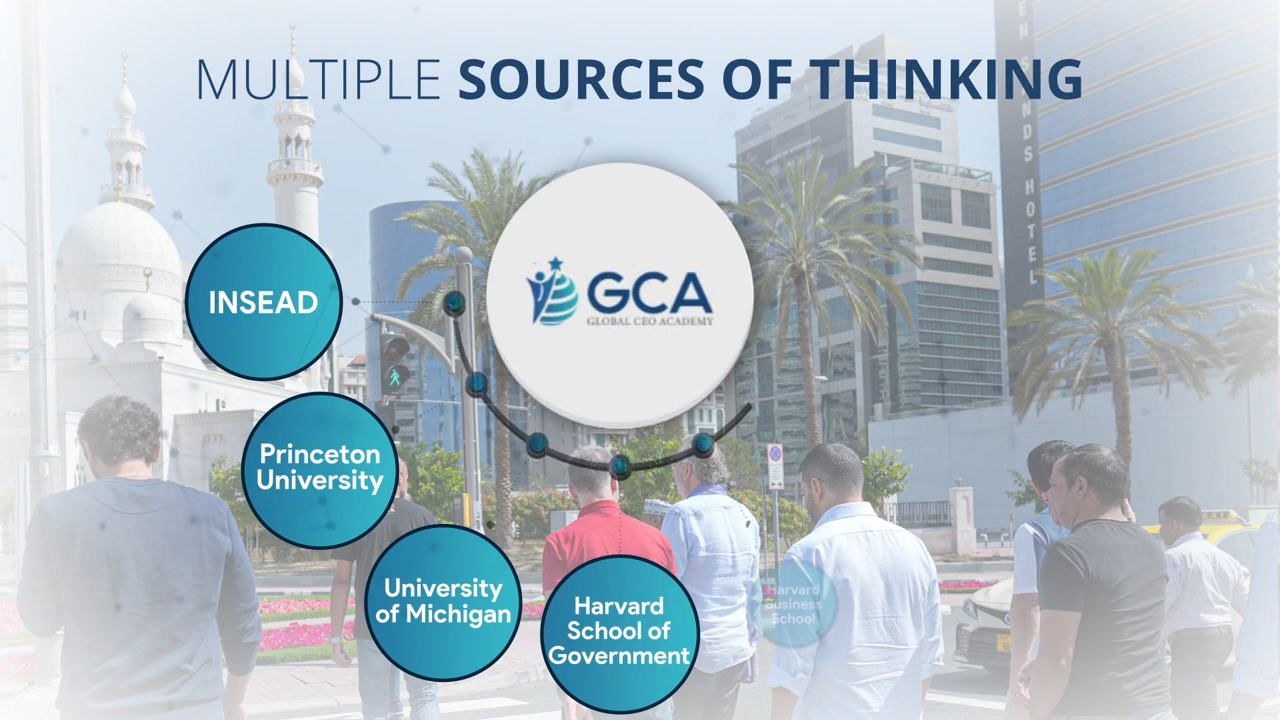 MULTIPLE SOURCES OF THINKING
GCA
GLOBAL CEO ACADEMY
INSEAD
Princeton
University
University
of Michigan
Harvard
School of
Government
Harvard
Business
School
HOTEL